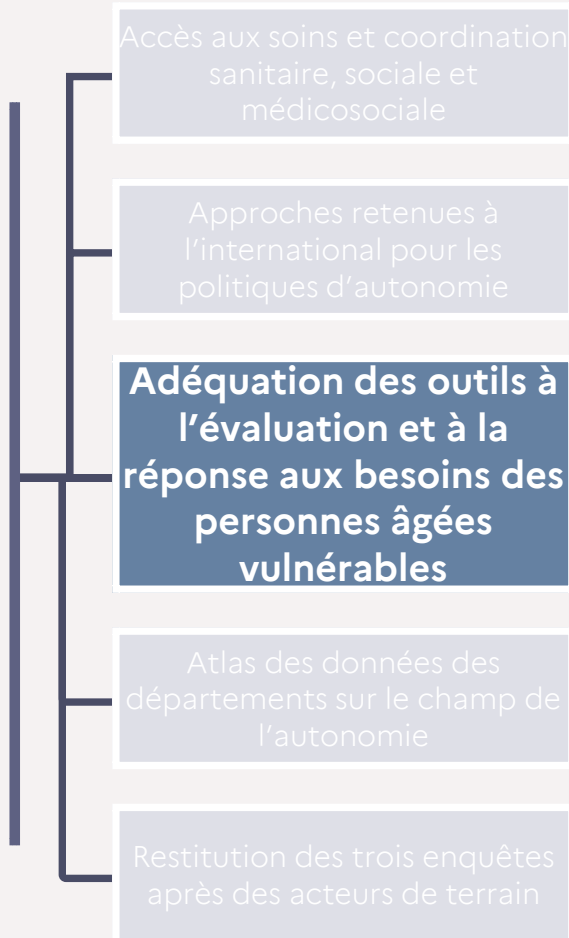 Accès aux soins et coordination
sanitaire, sociale et
médicosociale
Approches retenues à
l'international pour les
politiques d'autonomie
Adéquation des outils à
l'évaluation et à la
réponse aux besoins des
personnes âgées
vulnérables
Atlas des données des
départements sur le champ de
l'autonomie
Restitution des trois enquêtes
après des acteurs de terrain